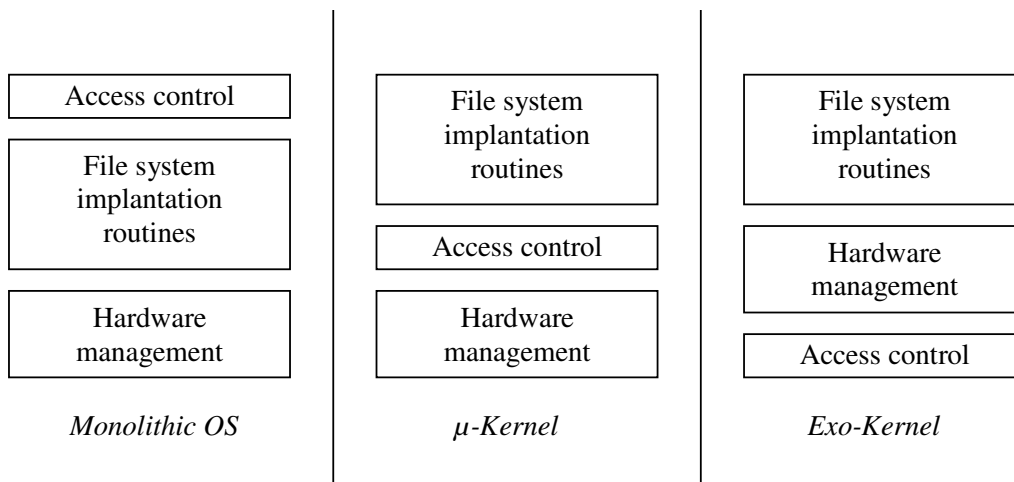 Access control
File system
implantation
routines
Hardware
management
Monolithic OS
File system
implantation
routines
Access control
Hardware
management
μ-Kernel
File system
implantation
routines
Hardware
management
Access control
Exo-Kernel